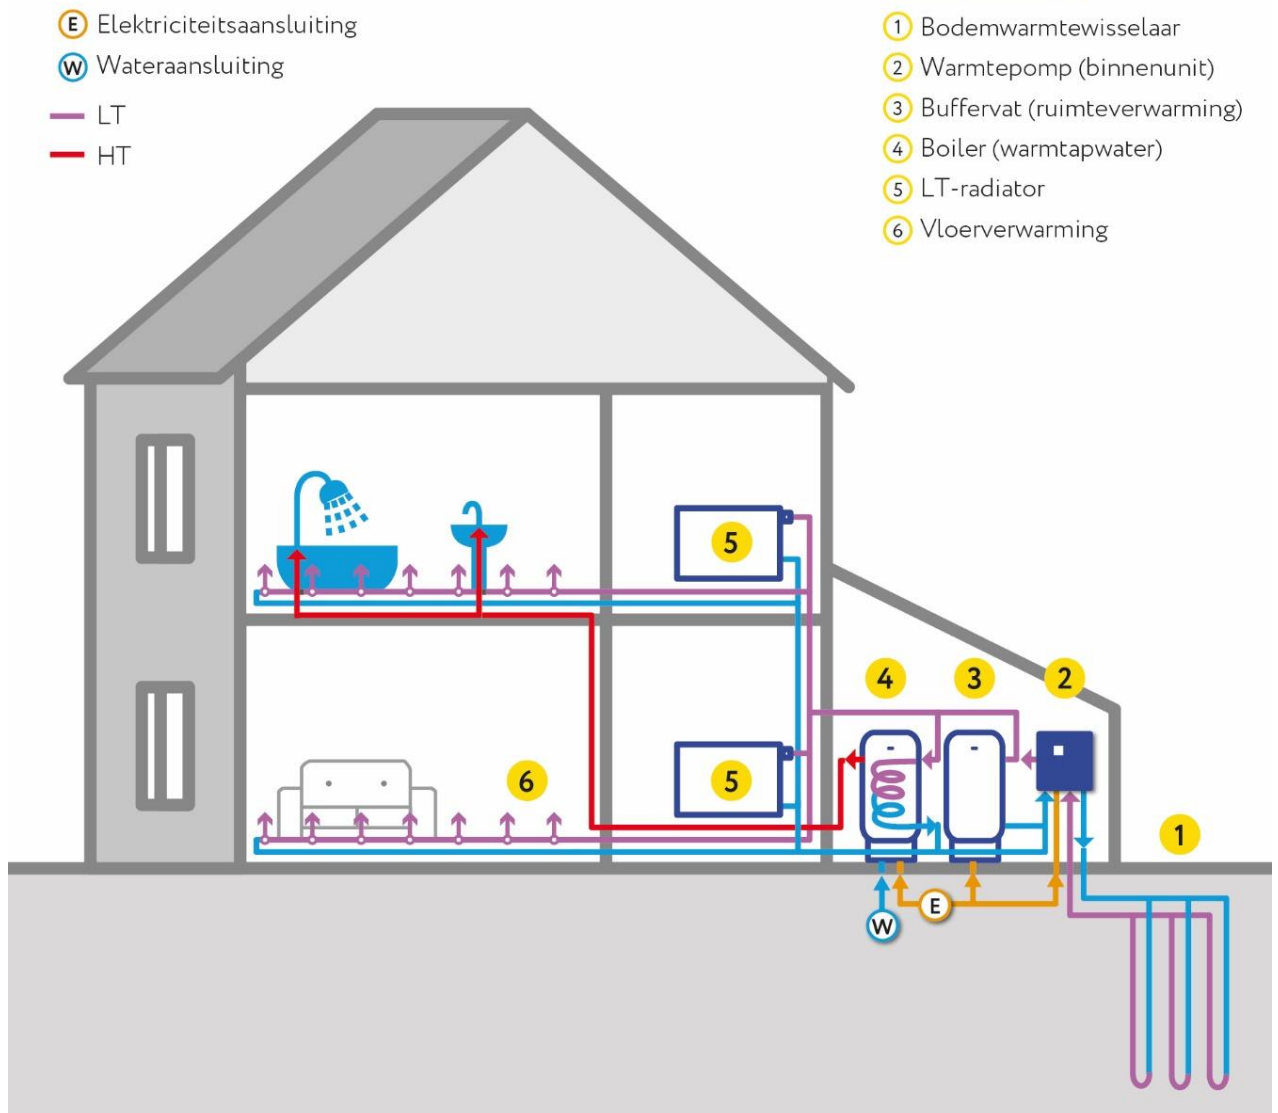 E Elektriciteitsaansluiting
W Wateraansluiting
LT
HT
1 Bodemwarmtewisselaar
2 Warmtepomp (binnenunit)
3 Buffervat (ruimteverwarming)
4 Boiler (warmtapwater)
5 LT-radiator
6 Vloerverwarming
5
4 3 2
6 5
1
E
W